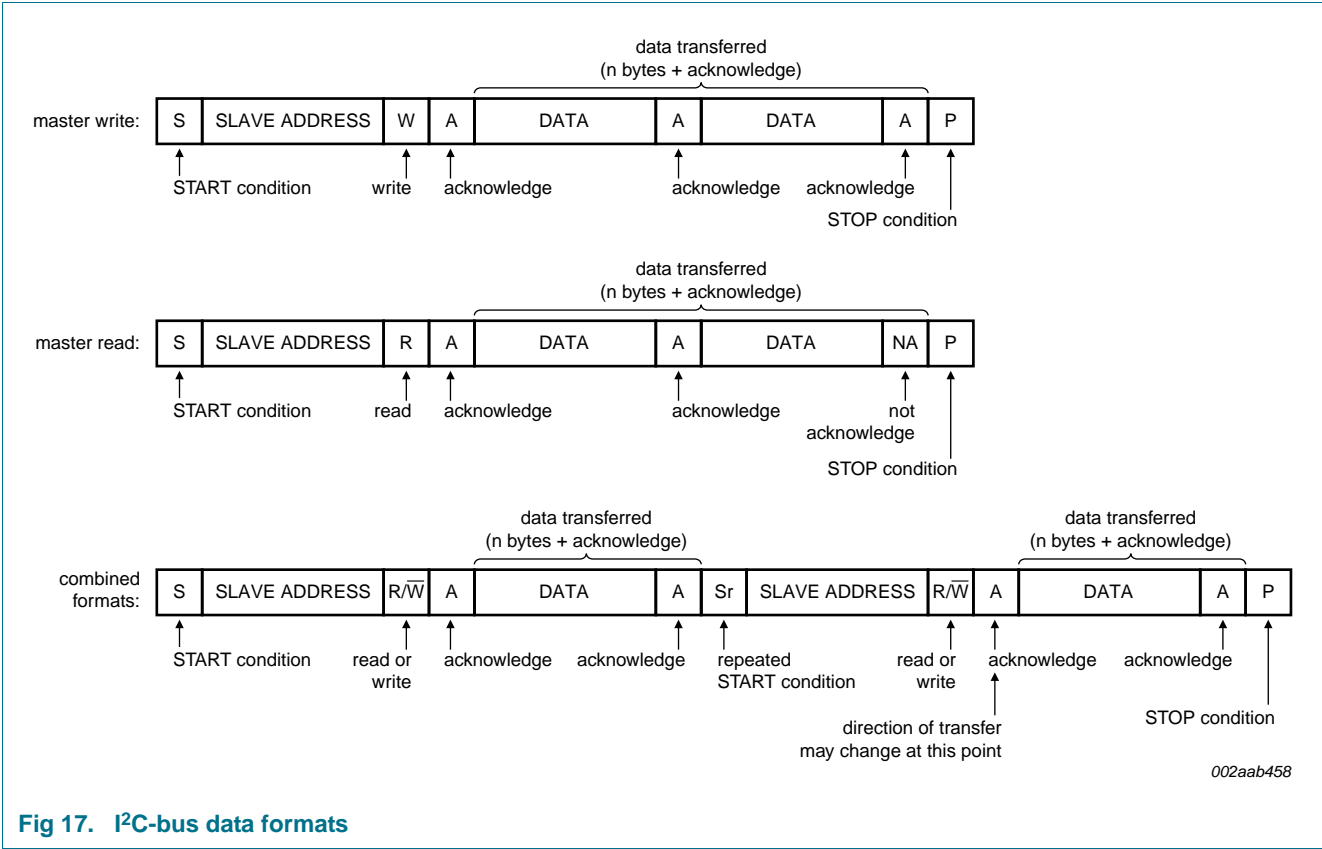 data transferred
(n bytes + acknowledge)
master write: S SLAVE ADDRESS W A DATA A DATA A P
START condition write acknowledge acknowledge acknowledge
STOP condition
data transferred
(n bytes + acknowledge)
master read: S SLAVE ADDRESS R A DATA A DATA NA P
START condition read acknowledge acknowledge not
acknowledge
STOP condition
data transferred data transferred
(n bytes + acknowledge) (n bytes + acknowledge)
combined
formats: S SLAVE ADDRESS R/W̅ A DATA A Sr SLAVE ADDRESS R/W̅ A DATA A P
START condition read or acknowledge acknowledge repeated read or acknowledge acknowledge
write START condition write
direction of transfer STOP condition
may change at this point
002aab458
Fig 17. I²C-bus data formats